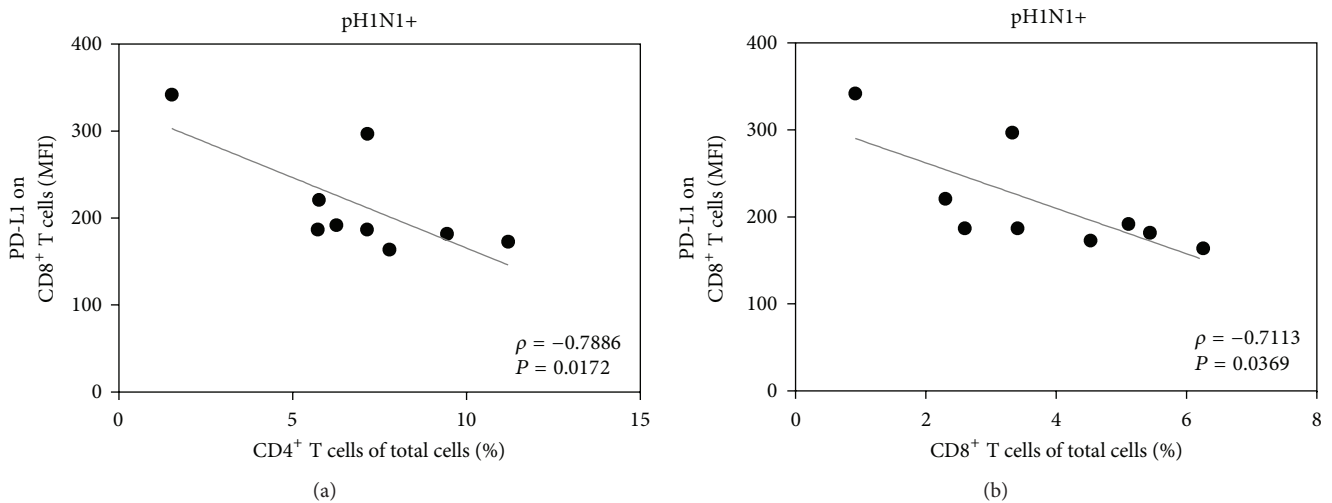 pH1N1+
400
300
200
100
0
PD-L1 on
CD8⁺ T cells (MFI)
ρ = −0.7886
P = 0.0172
0 5 10 15
CD4⁺ T cells of total cells (%)
(a)
pH1N1+
400
300
200
100
0
PD-L1 on
CD8⁺ T cells (MFI)
ρ = −0.7113
P = 0.0369
0 2 4 6 8
CD8⁺ T cells of total cells (%)
(b)